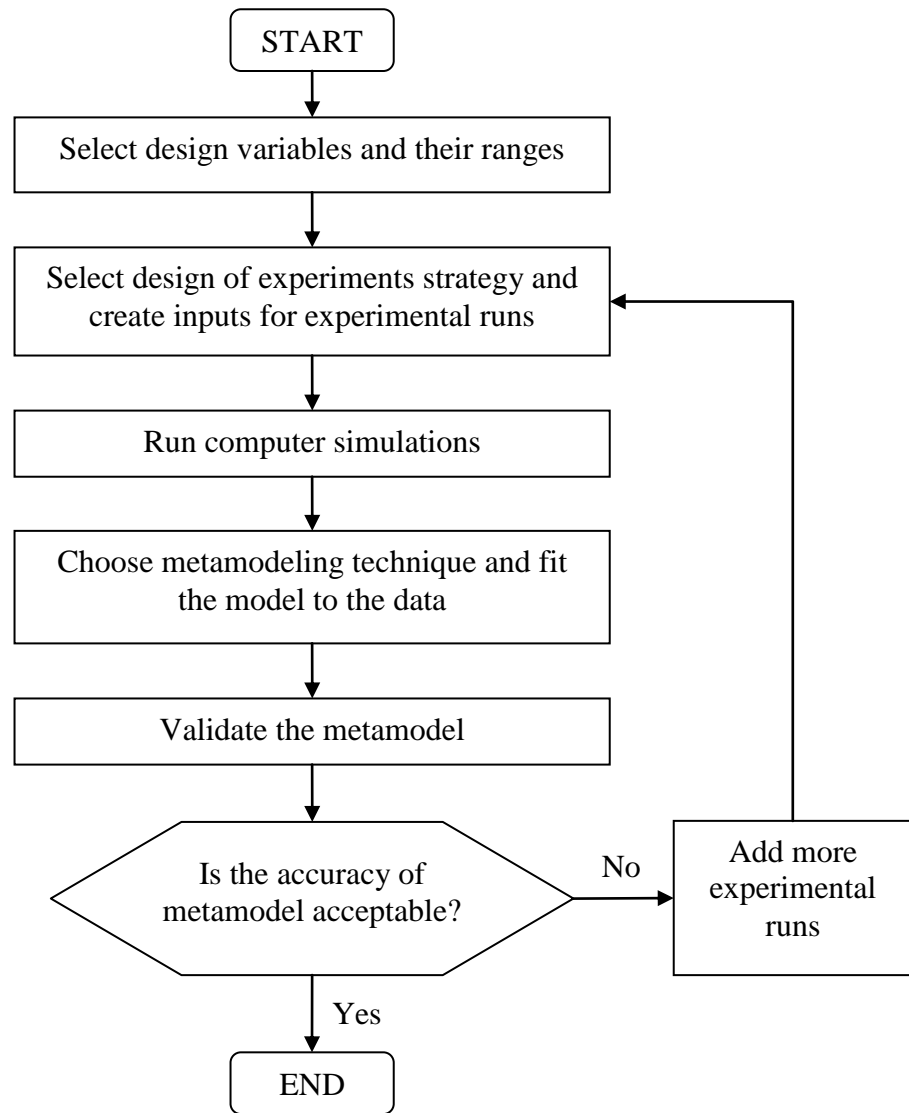 START
Select design variables and their ranges
Select design of experiments strategy and
create inputs for experimental runs
Run computer simulations
Choose metamodeling technique and fit
the model to the data
Validate the metamodel
Is the accuracy of
metamodel acceptable?
No
Add more
experimental
runs
Yes
END